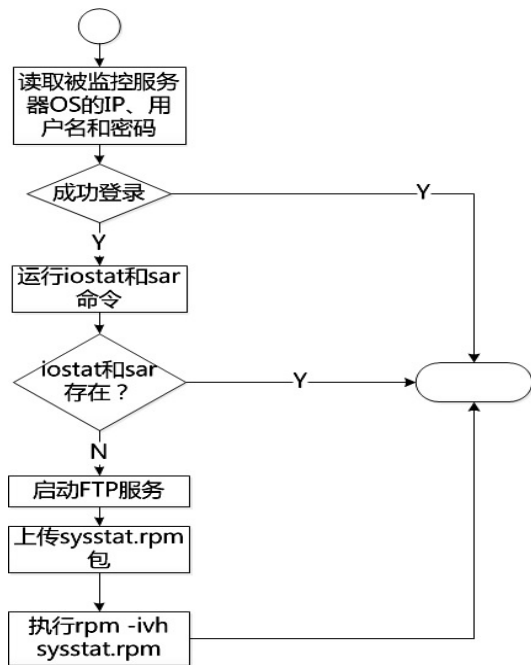 读取被监控服务
器OS的IP、用
户名和密码
成功登录
Y
Y
运行iostat和sar
命令
iostat和sar
存在？
Y
N
启动FTP服务
上传sysstat.rpm
包
执行rpm -ivh
sysstat.rpm